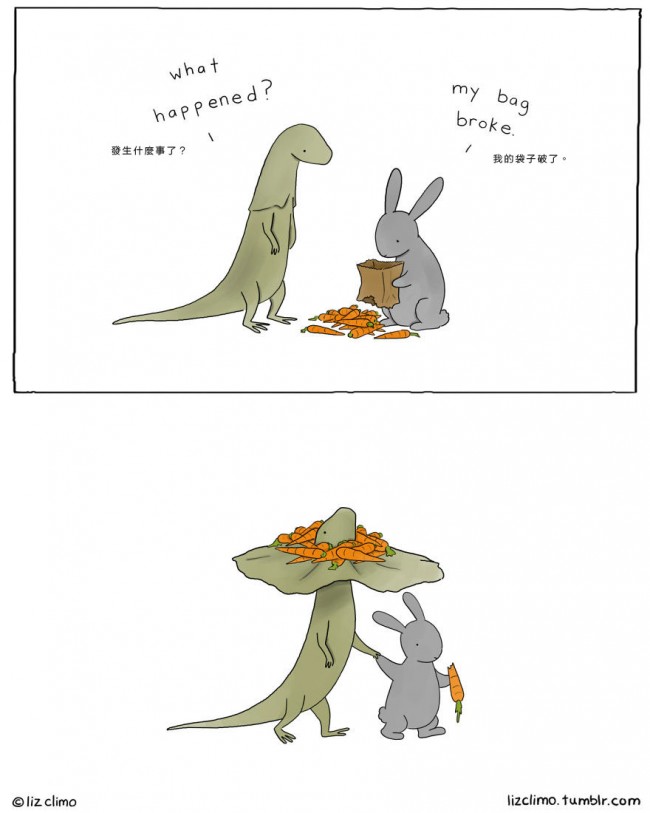 what
happened?
發生什麼事了？
my bag
broke.
我的袋子破了。
©liz climo
lizclimo.tumblr.com